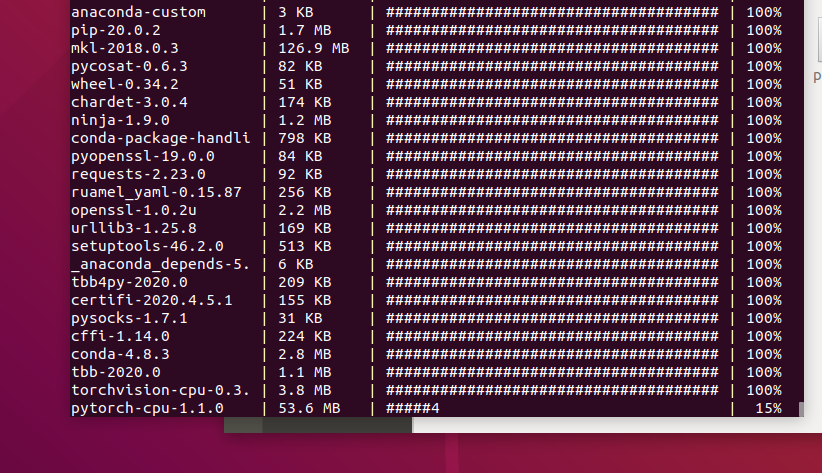 anaconda-custom | 3 KB | ##################################### | 100%
pip-20.0.2 | 1.7 MB | ##################################### | 100%
mkl-2018.0.3 | 126.9 MB | ##################################### | 100%
pycosat-0.6.3 | 82 KB | ##################################### | 100%
wheel-0.34.2 | 51 KB | ##################################### | 100%
chardet-3.0.4 | 174 KB | ##################################### | 100%
ninja-1.9.0 | 1.2 MB | ##################################### | 100%
conda-package-handli | 798 KB | ##################################### | 100%
pyopenssl-19.0.0 | 84 KB | ##################################### | 100%
requests-2.23.0 | 92 KB | ##################################### | 100%
ruamel_yaml-0.15.87 | 256 KB | ##################################### | 100%
openssl-1.0.2u | 2.2 MB | ##################################### | 100%
urllib3-1.25.8 | 169 KB | ##################################### | 100%
setuptools-46.2.0 | 513 KB | ##################################### | 100%
_anaconda_depends-5. | 6 KB | ##################################### | 100%
tbb4py-2020.0 | 209 KB | ##################################### | 100%
certifi-2020.4.5.1 | 155 KB | ##################################### | 100%
pysocks-1.7.1 | 31 KB | ##################################### | 100%
cffi-1.14.0 | 224 KB | ##################################### | 100%
conda-4.8.3 | 2.8 MB | ##################################### | 100%
tbb-2020.0 | 1.1 MB | ##################################### | 100%
torchvision-cpu-0.3. | 3.8 MB | ##################################### | 100%
pytorch-cpu-1.1.0 | 53.6 MB | #####4 | 15%